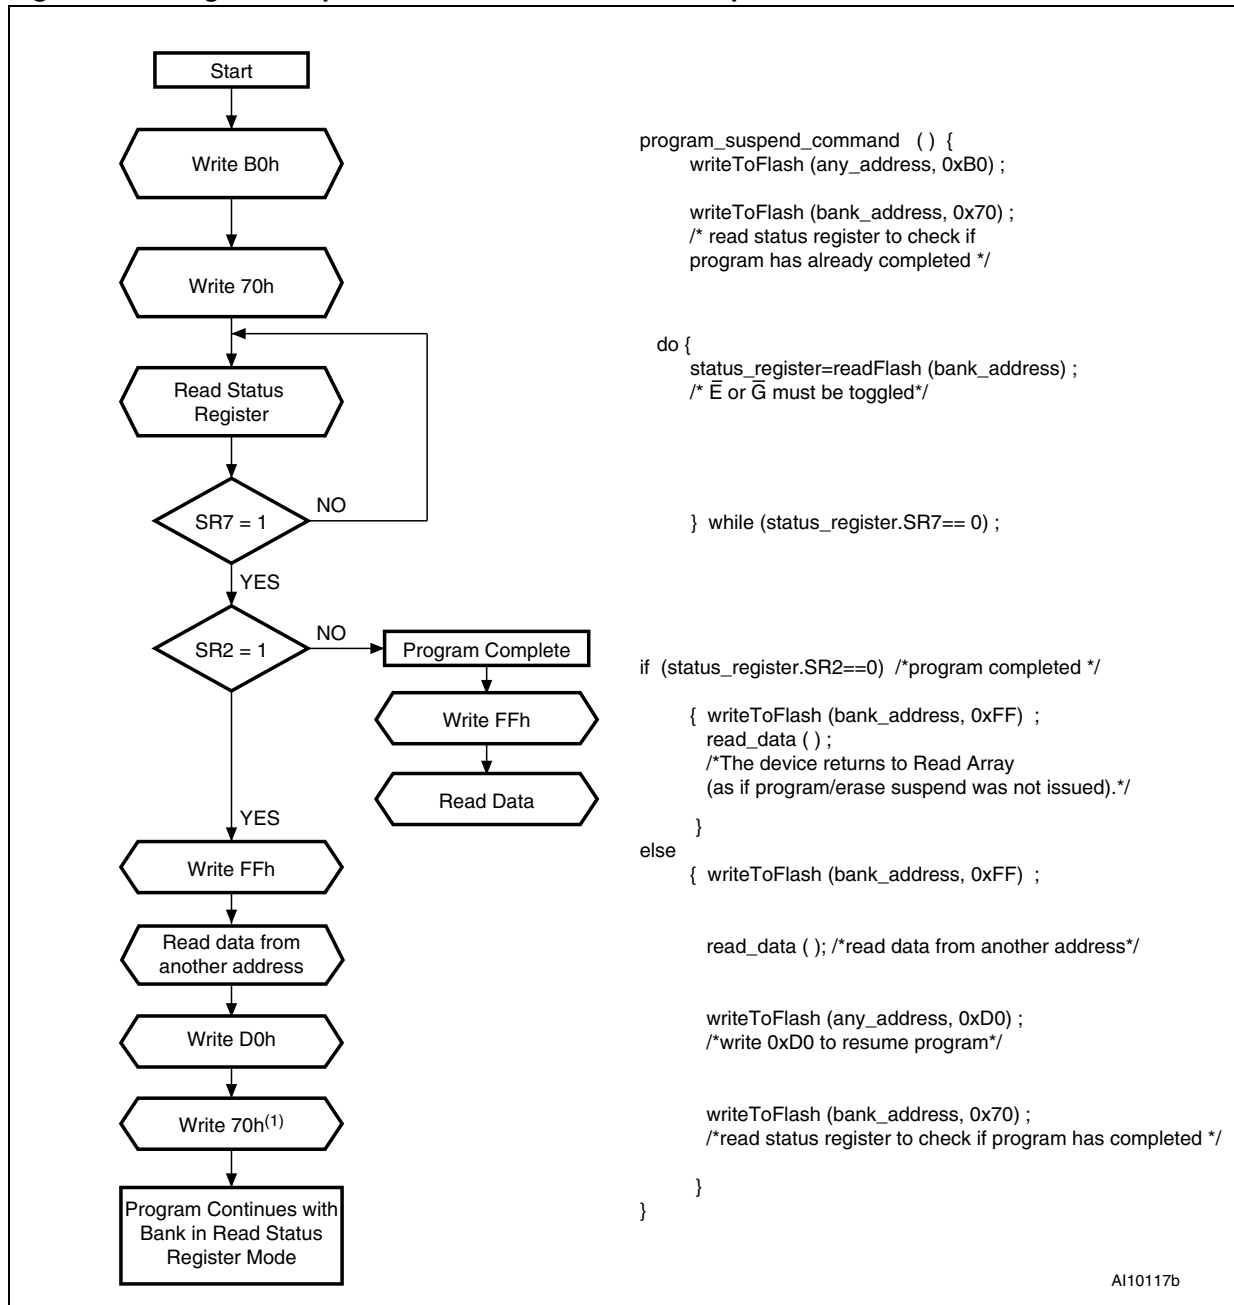 Start
Write B0h
Write 70h
Read Status
Register
SR7 = 1
NO
YES
SR2 = 1
NO
Program Complete
Write FFh
Read Data
YES
Write FFh
Read data from
another address
Write D0h
Write 70h(1)
Program Continues with
Bank in Read Status
Register Mode
program_suspend_command ( ) {
writeToFlash (any_address, 0xB0) ;
writeToFlash (bank_address, 0x70) ;
/* read status register to check if
program has already completed */
do {
status_register=readFlash (bank_address) ;
/* E̅ or G̅ must be toggled*/
} while (status_register.SR7== 0) ;
if (status_register.SR2==0) /*program completed */
{ writeToFlash (bank_address, 0xFF) ;
read_data ( ) ;
/*The device returns to Read Array
(as if program/erase suspend was not issued).*/
}
else
{ writeToFlash (bank_address, 0xFF) ;
read_data ( ); /*read data from another address*/
writeToFlash (any_address, 0xD0) ;
/*write 0xD0 to resume program*/
writeToFlash (bank_address, 0x70) ;
/*read status register to check if program has completed */
}
}
AI10117b